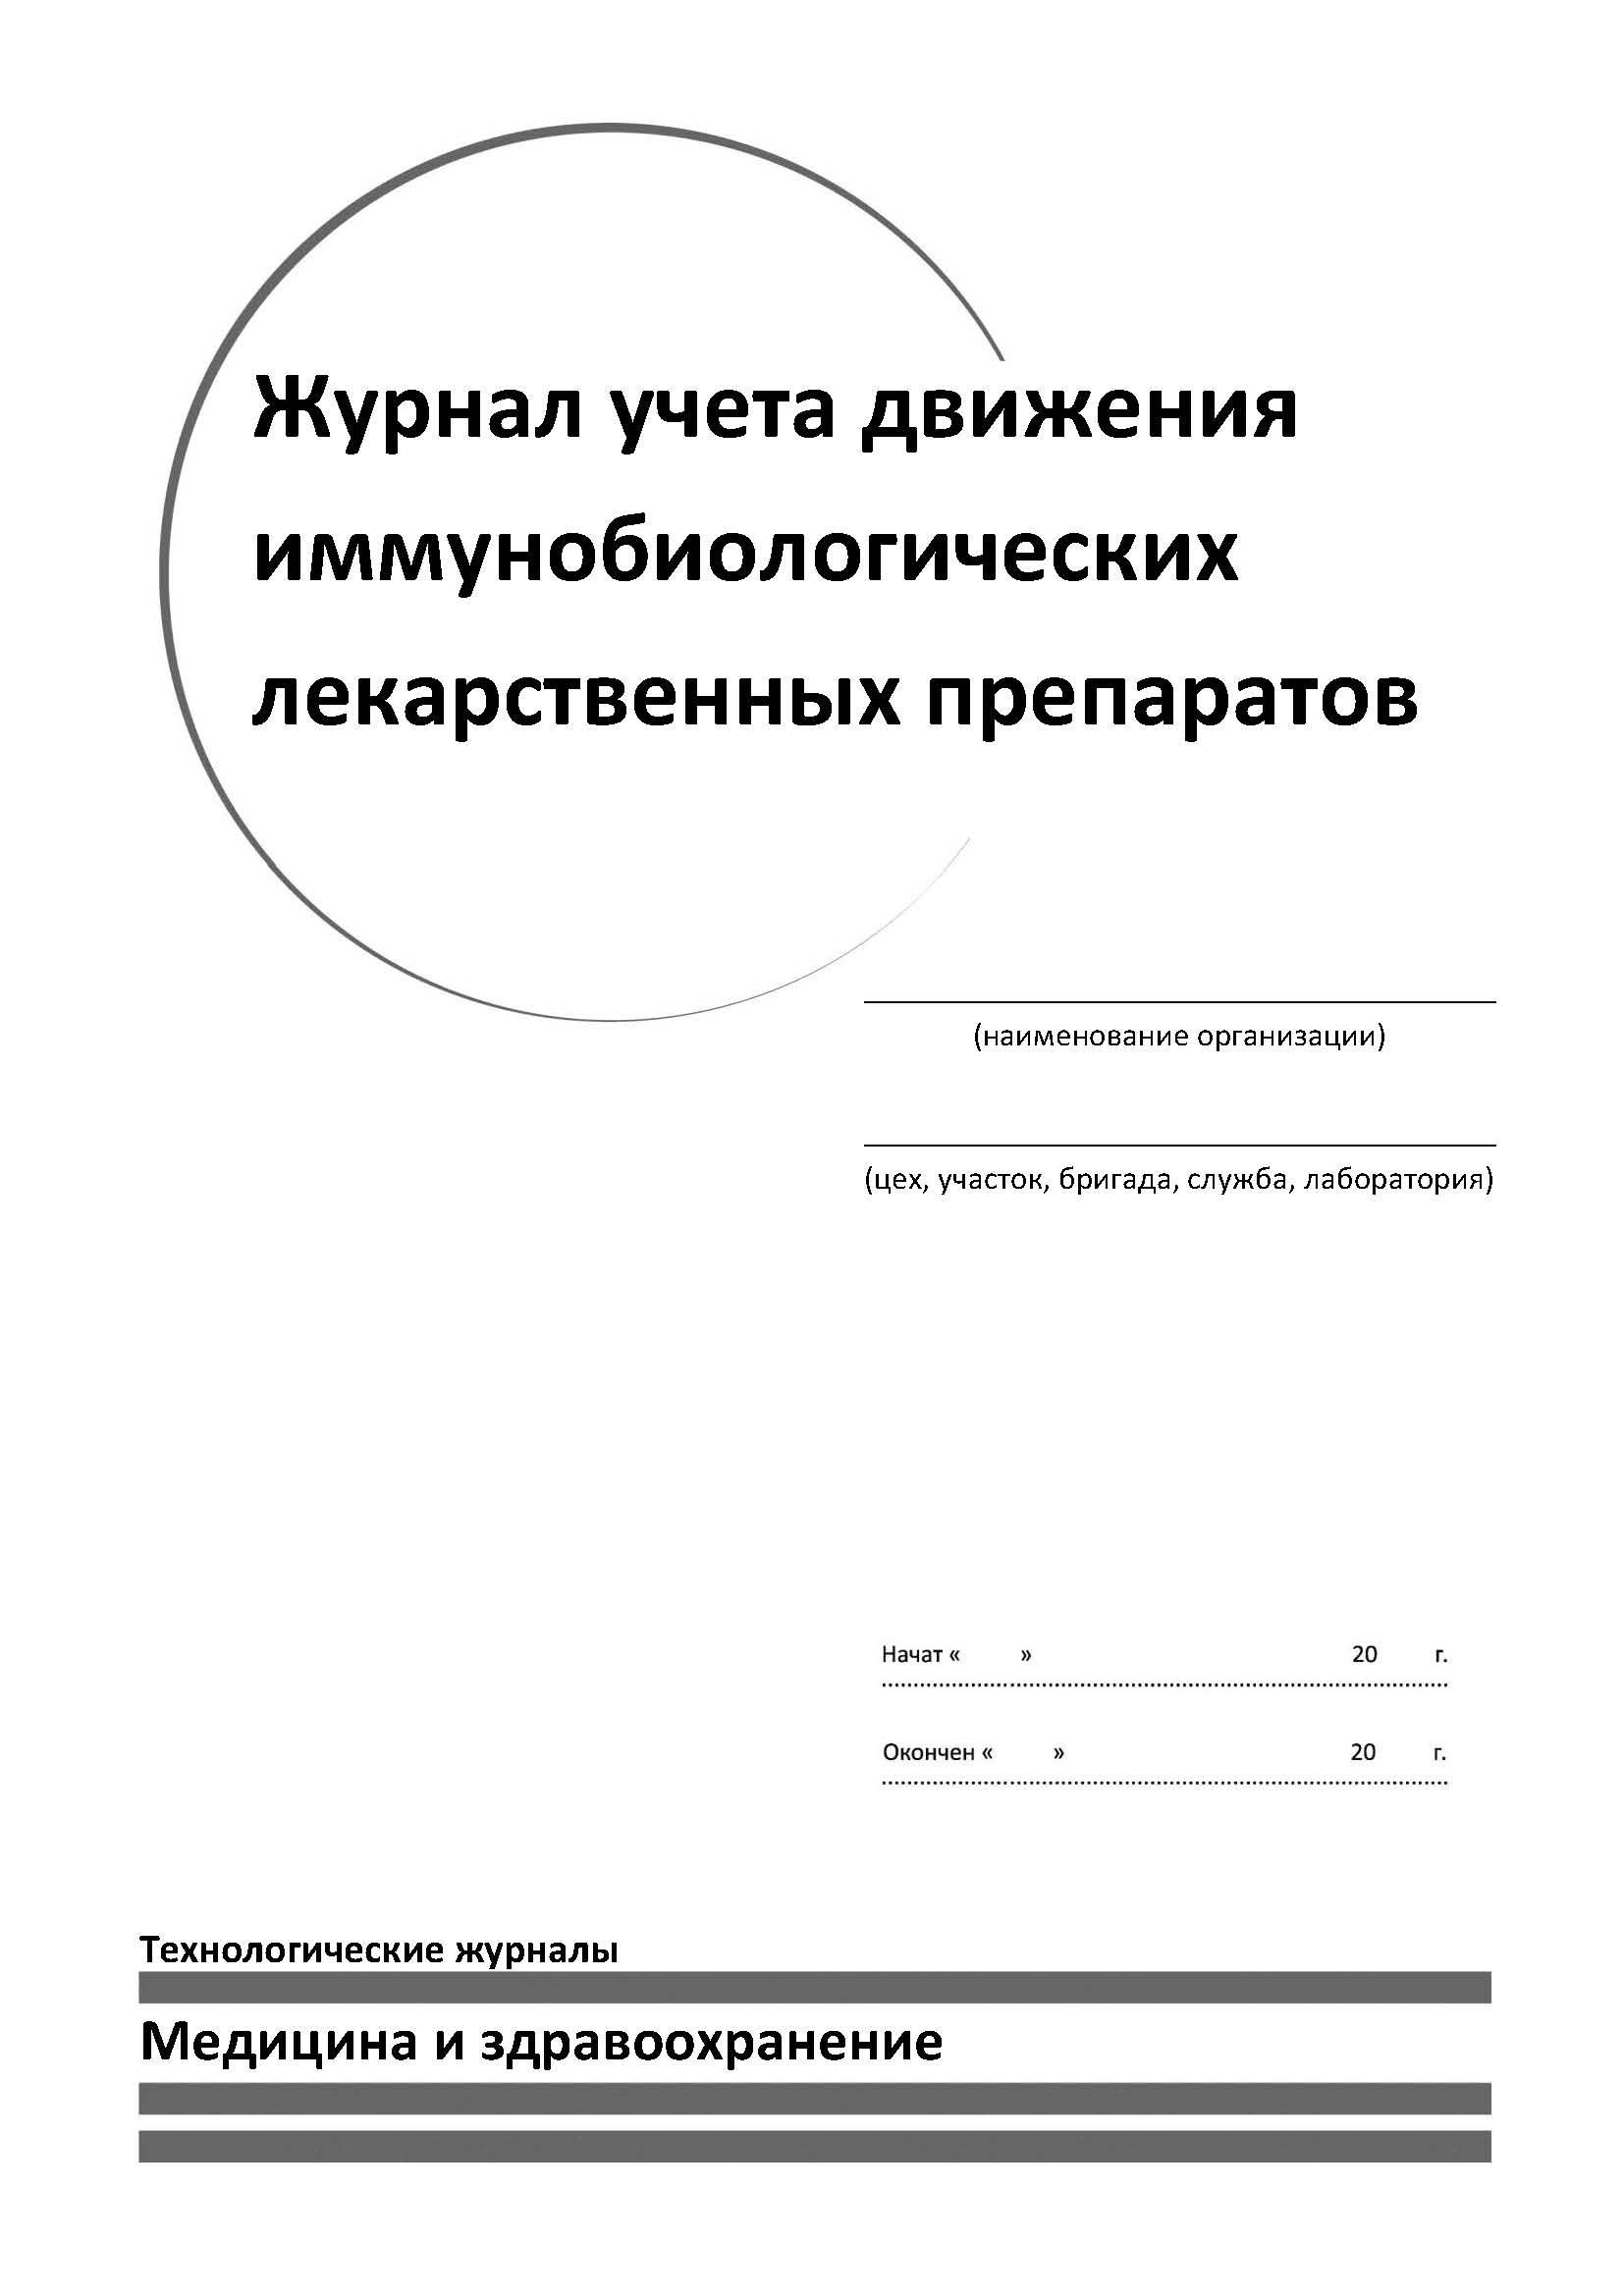 Журнал учета движения
иммунобиологических
лекарственных препаратов
(наименование организации)
(цех, участок, бригада, служба, лаборатория)
Начат « » 20 г.
Окончен « » 20 г.
Технологические журналы
Медицина и здравоохранение